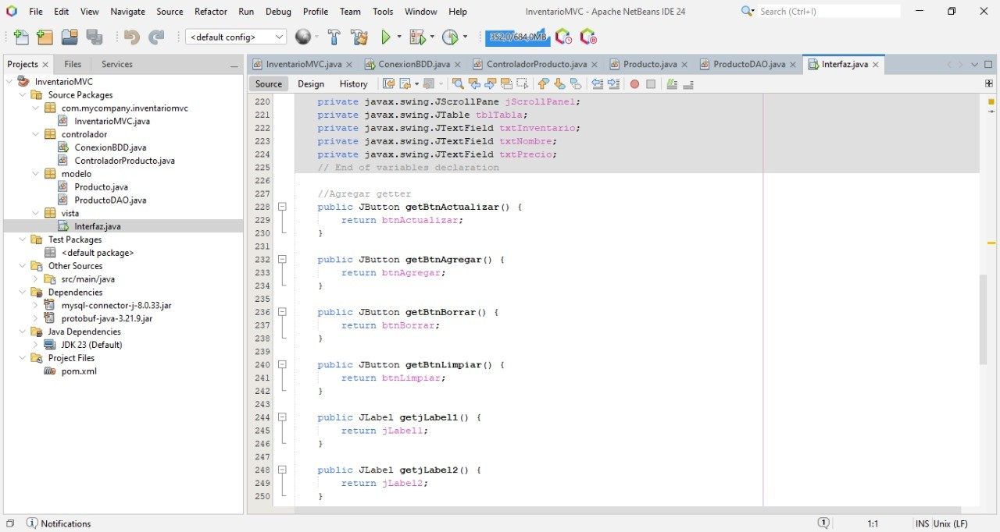 File Edit View Navigate Source Refactor Run Debug Profile Team Tools Window Help InventarioMVC - Apache NetBeans IDE 24 Search (Ctrl+I)
<default config> 352,0/684,0MB
Projects Files Services
InventarioMVC
Source Packages
com.mycompany.inventariomvc
InventarioMVC.java
controlador
ConexionBDD.java
ControladorProducto.java
modelo
Producto.java
ProductoDAO.java
vista
Interfaz.java
Test Packages
<default package>
Other Sources
src/main/java
Dependencies
mysql-connector-j-8.0.33.jar
protobuf-java-3.21.9.jar
Java Dependencies
JDK 23 (Default)
Project Files
pom.xml
InventarioMVC.java ConexionBDD.java ControladorProducto.java Producto.java ProductoDAO.java Interfaz.java
Source Design History
220 private javax.swing.JScrollPane jScrollPane1;
221 private javax.swing.JTable tblTabla;
222 private javax.swing.JTextField txtInventario;
223 private javax.swing.JTextField txtNombre;
224 private javax.swing.JTextField txtPrecio;
225 // End of variables declaration
226
227 //Agregar getter
228 public JButton getBtnActualizar() {
229 return btnActualizar;
230 }
231
232 public JButton getBtnAgregar() {
233 return btnAgregar;
234 }
235
236 public JButton getBtnBorrar() {
237 return btnBorrar;
238 }
239
240 public JButton getBtnLimpiar() {
241 return btnLimpiar;
242 }
243
244 public JLabel getjLabel1() {
245 return jLabel1;
246 }
247
248 public JLabel getjLabel2() {
249 return jLabel2;
250 }
Notifications 1 1:1 INS Unix (LF)